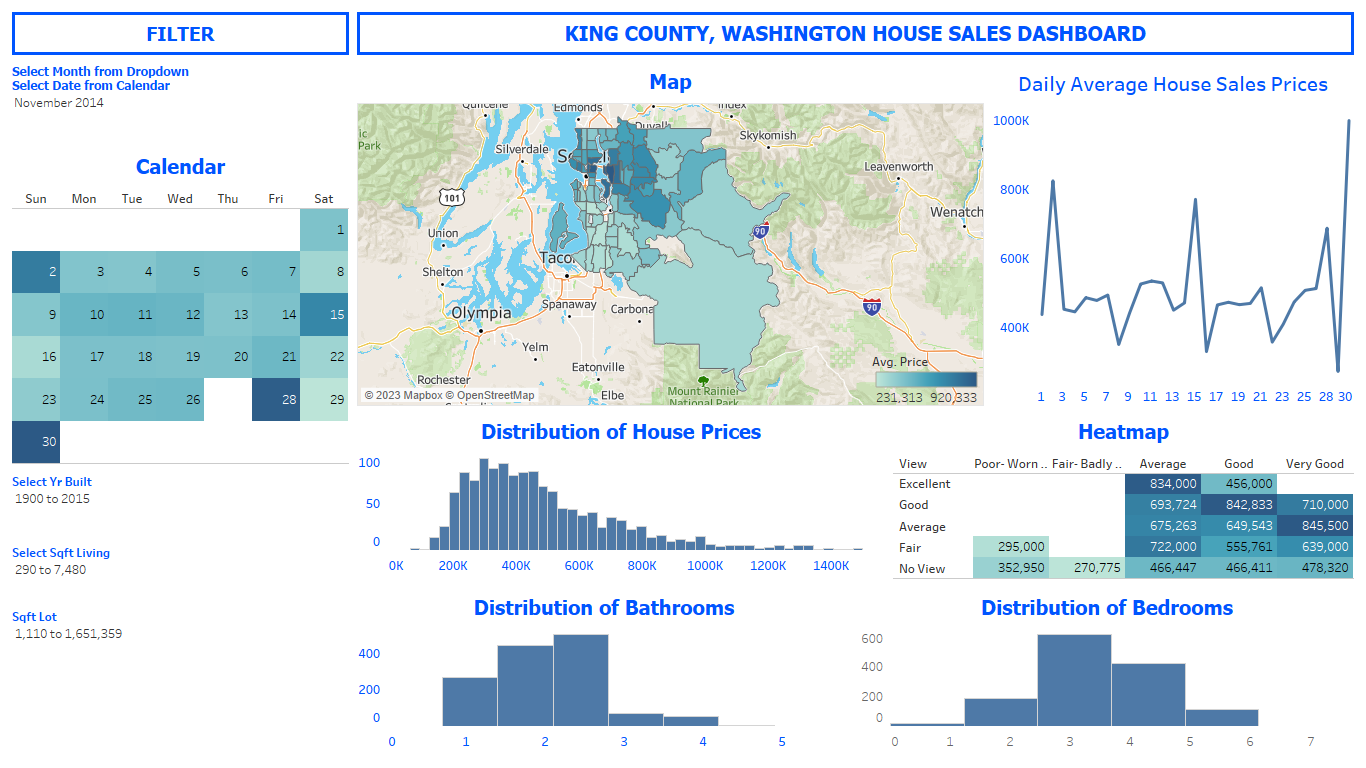 FILTER
KING COUNTY, WASHINGTON HOUSE SALES DASHBOARD
Select Month from Dropdown
Select Date from Calendar
November 2014
Calendar
Sun Mon Tue Wed Thu Fri Sat
1
2 3 4 5 6 7 8
9 10 11 12 13 14 15
16 17 18 19 20 21 22
23 24 25 26 28 29
30
Select Yr Built
1900 to 2015
Select Sqft Living
290 to 7,480
Sqft Lot
1,110 to 1,651,359
Map
Edmonds
Skykomish
Silverdale
Leavenworth
101
Wenatch
Union
90
Shelton
Taco
90
Spanaway
Carbona
Olympia
Yelm
Eatonville
Rochester
Elbe
Mount Rainier
National Park
ic
Park
Avg. Price
231,313 920,333
© 2023 Mapbox © OpenStreetMap
Daily Average House Sales Prices
1000K
800K
600K
400K
1 3 5 7 9 11 13 15 17 19 21 23 25 28 30
Distribution of House Prices
100
50
0
0K 200K 400K 600K 800K 1000K 1200K 1400K
Heatmap
View Poor- Worn .. Fair- Badly .. Average Good Very Good
Excellent 834,000 456,000
Good 693,724 842,833 710,000
Average 675,263 649,543 845,500
Fair 295,000 722,000 555,761 639,000
No View 352,950 270,775 466,447 466,411 478,320
Distribution of Bathrooms
400
200
0
0 1 2 3 4 5
Distribution of Bedrooms
600
400
200
0
0 1 2 3 4 5 6 7